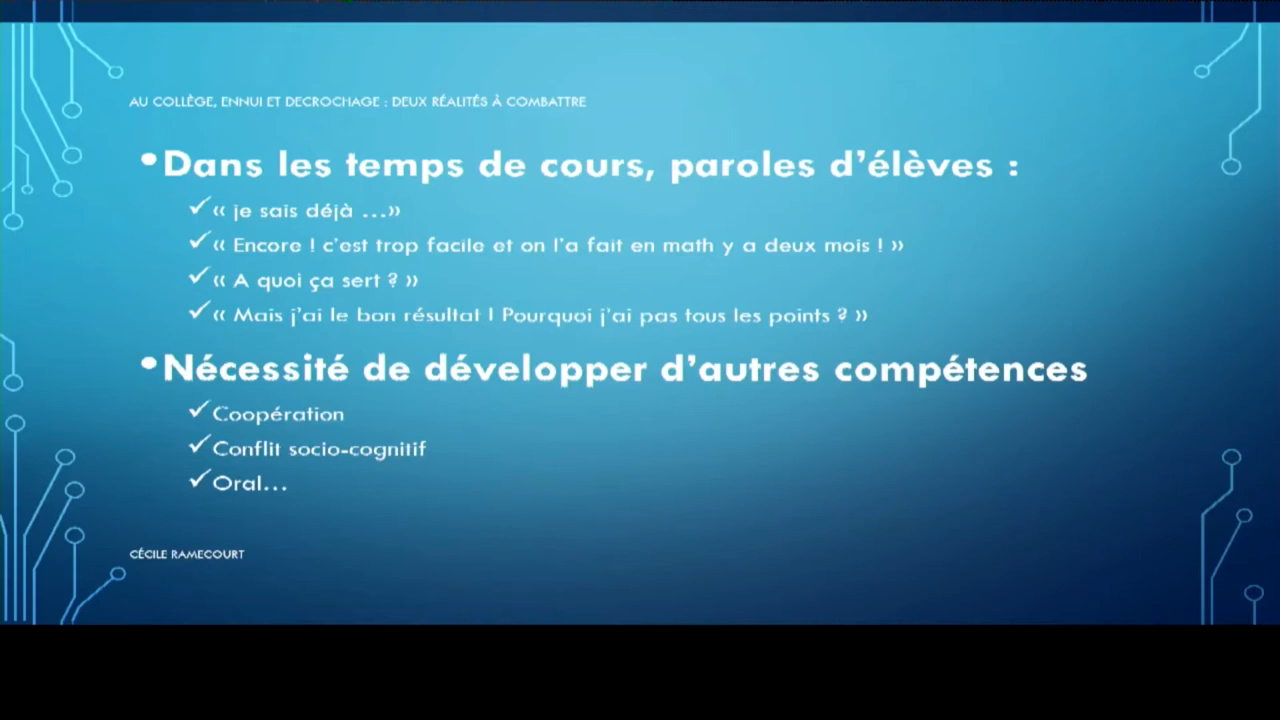 AU COLLÈGE, ENNUI ET DECROCHAGE : DEUX RÉALITÉS À COMBATTRE
•Dans les temps de cours, paroles d'élèves :
✓« je sais déjà …»
✓« Encore ! c'est trop facile et on l'a fait en math y a deux mois ! »
✓« A quoi ça sert ? »
✓« Mais j'ai le bon résultat ! Pourquoi j'ai pas tous les points ? »
•Nécessité de développer d'autres compétences
✓Coopération
✓Conflit socio-cognitif
✓Oral…
CÉCILE RAMECOURT